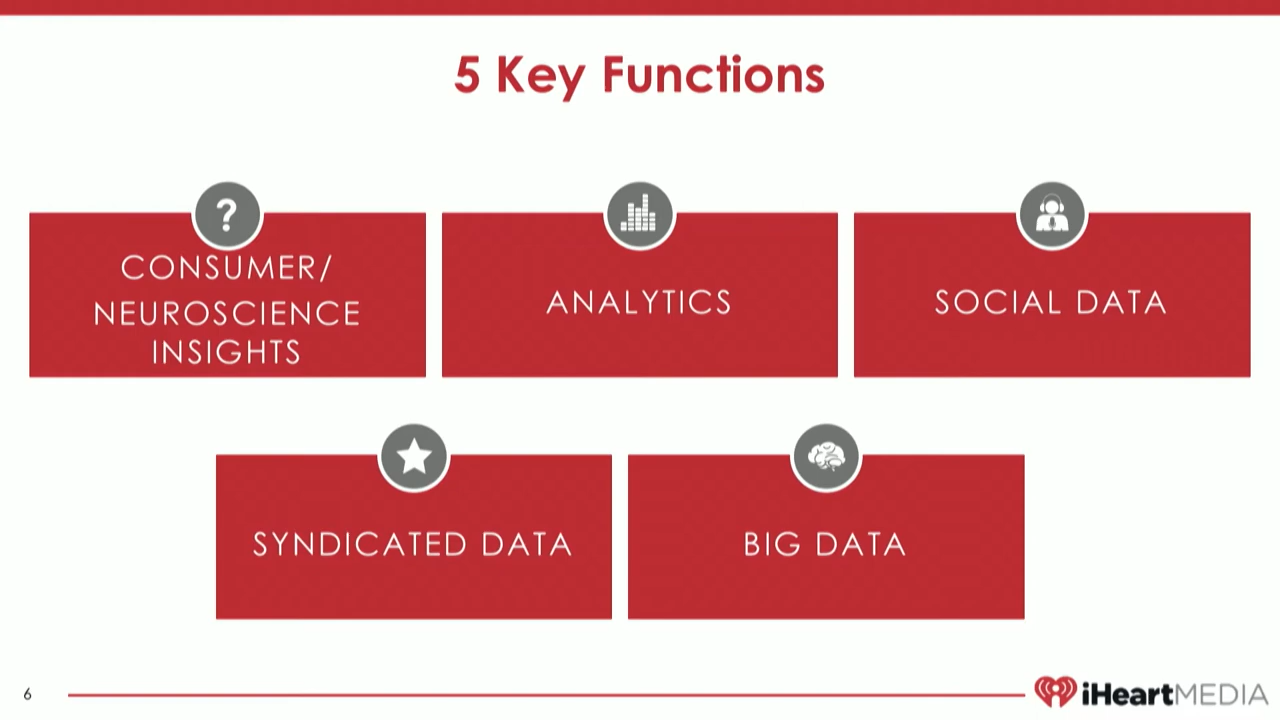 5 Key Functions
?
CONSUMER/
NEUROSCIENCE
INSIGHTS
ANALYTICS
SOCIAL DATA
SYNDICATED DATA
BIG DATA
6
iHeartMEDIA